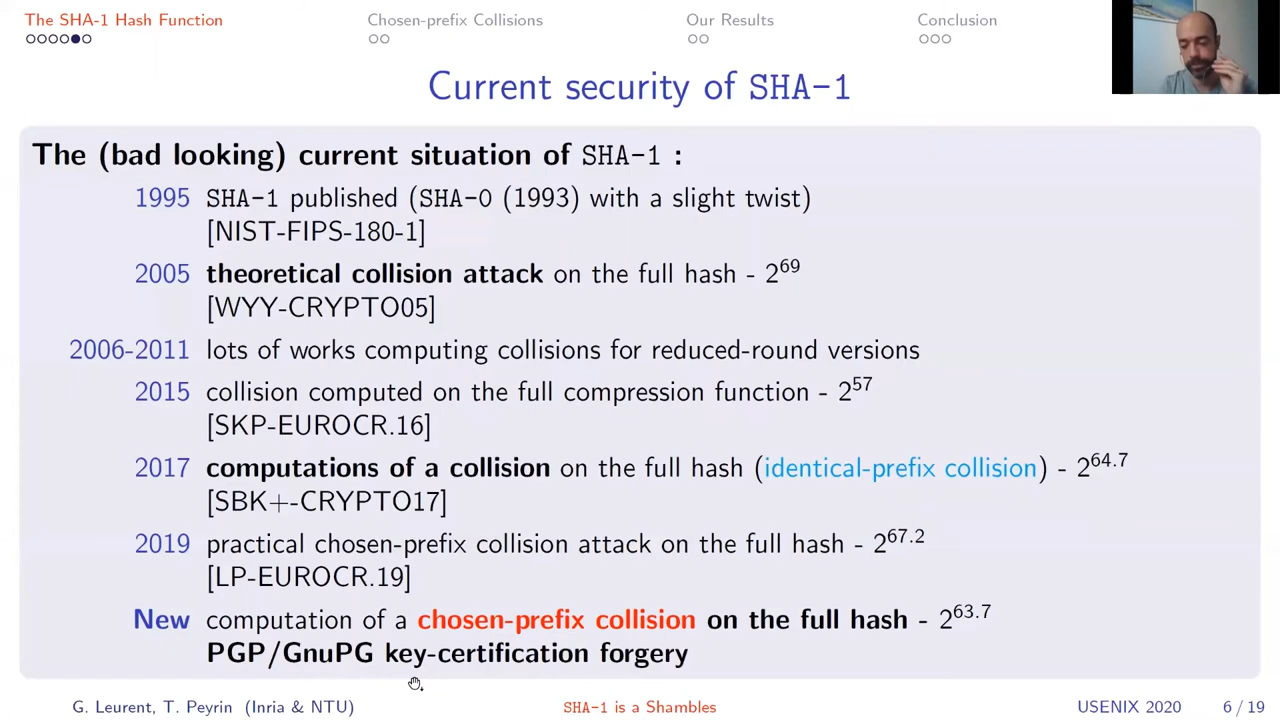 The SHA-1 Hash Function Chosen-prefix Collisions Our Results Conclusion
Current security of SHA-1
The (bad looking) current situation of SHA-1 :
1995 SHA-1 published (SHA-0 (1993) with a slight twist)
[NIST-FIPS-180-1]
2005 theoretical collision attack on the full hash - 2^69
[WYY-CRYPTO05]
2006-2011 lots of works computing collisions for reduced-round versions
2015 collision computed on the full compression function - 2^57
[SKP-EUROCR.16]
2017 computations of a collision on the full hash (identical-prefix collision) - 2^64.7
[SBK+-CRYPTO17]
2019 practical chosen-prefix collision attack on the full hash - 2^67.2
[LP-EUROCR.19]
New computation of a chosen-prefix collision on the full hash - 2^63.7
PGP/GnuPG key-certification forgery
G. Leurent, T. Peyrin (Inria & NTU) SHA-1 is a Shambles USENIX 2020 6 / 19